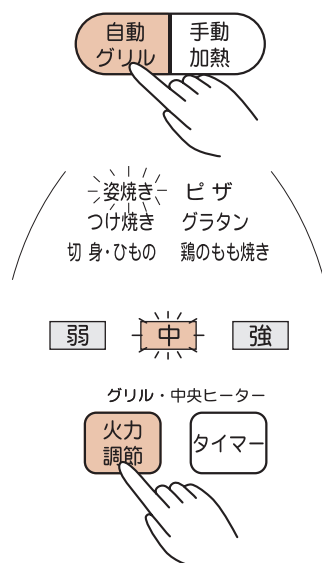 自動
グリル
手動
加熱
姿焼き ピザ
つけ焼き グラタン
切身・ひもの 鶏のもも焼き
弱 中 強
グリル・中央ヒーター
火力
調節
タイマー